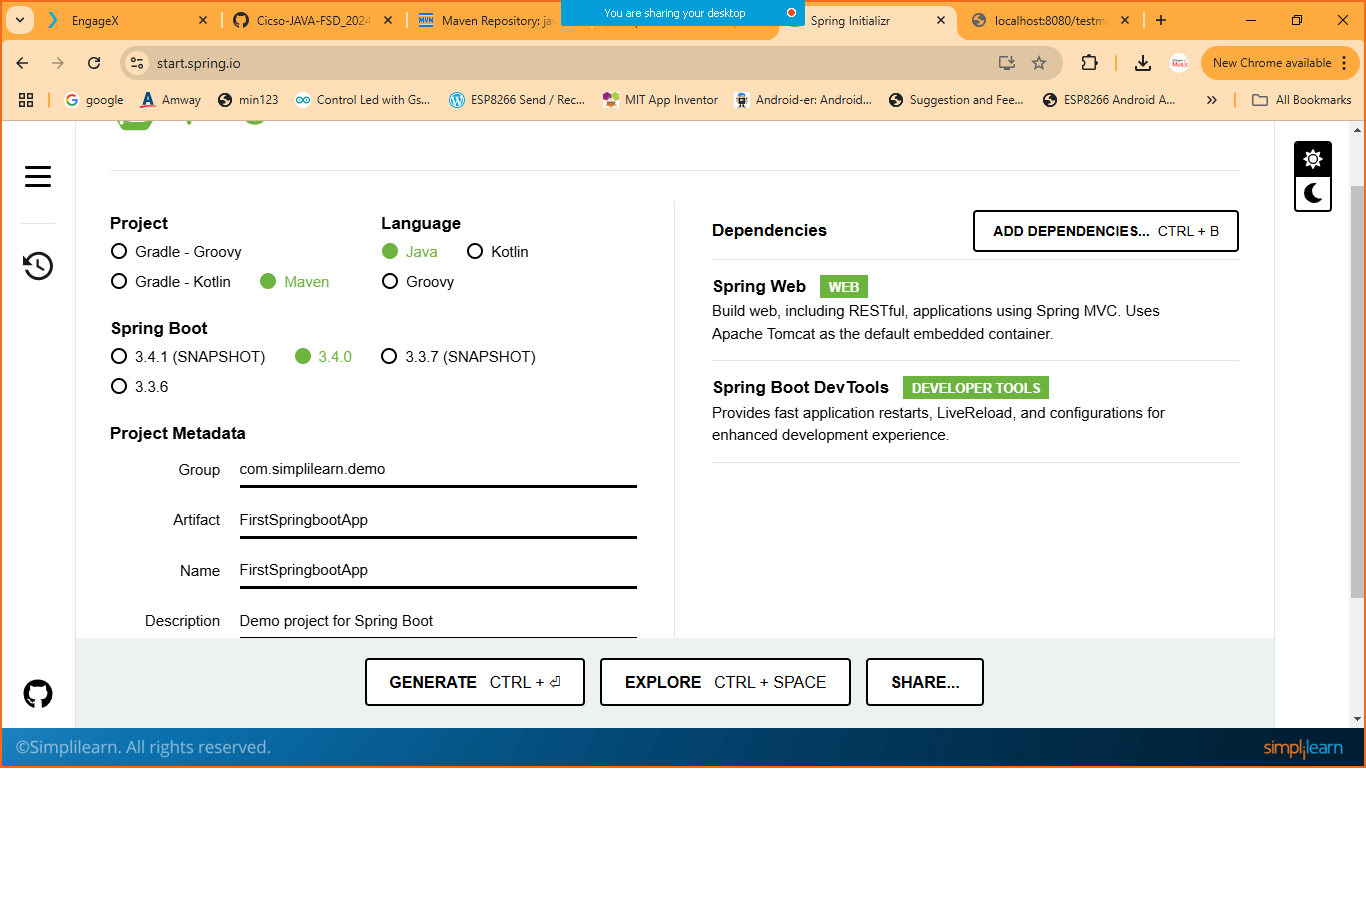 EngageX
Cicso-JAVA-FSD_2024
Maven Repository: jav
You are sharing your desktop
Spring Initializr
localhost:8080/testm
start.spring.io
New Chrome available
google
Amway
min123
Control Led with Gs...
ESP8266 Send / Rec...
MIT App Inventor
Android-er: Android...
Suggestion and Fee...
ESP8266 Android A...
All Bookmarks
Project
Language
Gradle - Groovy
Java
Kotlin
Gradle - Kotlin
Maven
Groovy
Spring Boot
3.4.1 (SNAPSHOT)
3.4.0
3.3.7 (SNAPSHOT)
3.3.6
Project Metadata
Group
com.simplilearn.demo
Artifact
FirstSpringbootApp
Name
FirstSpringbootApp
Description
Demo project for Spring Boot
Dependencies
ADD DEPENDENCIES... CTRL + B
Spring Web WEB
Build web, including RESTful, applications using Spring MVC. Uses
Apache Tomcat as the default embedded container.
Spring Boot DevTools DEVELOPER TOOLS
Provides fast application restarts, LiveReload, and configurations for
enhanced development experience.
GENERATE CTRL + ⏎
EXPLORE CTRL + SPACE
SHARE...
©Simplilearn. All rights reserved.
simplilearn